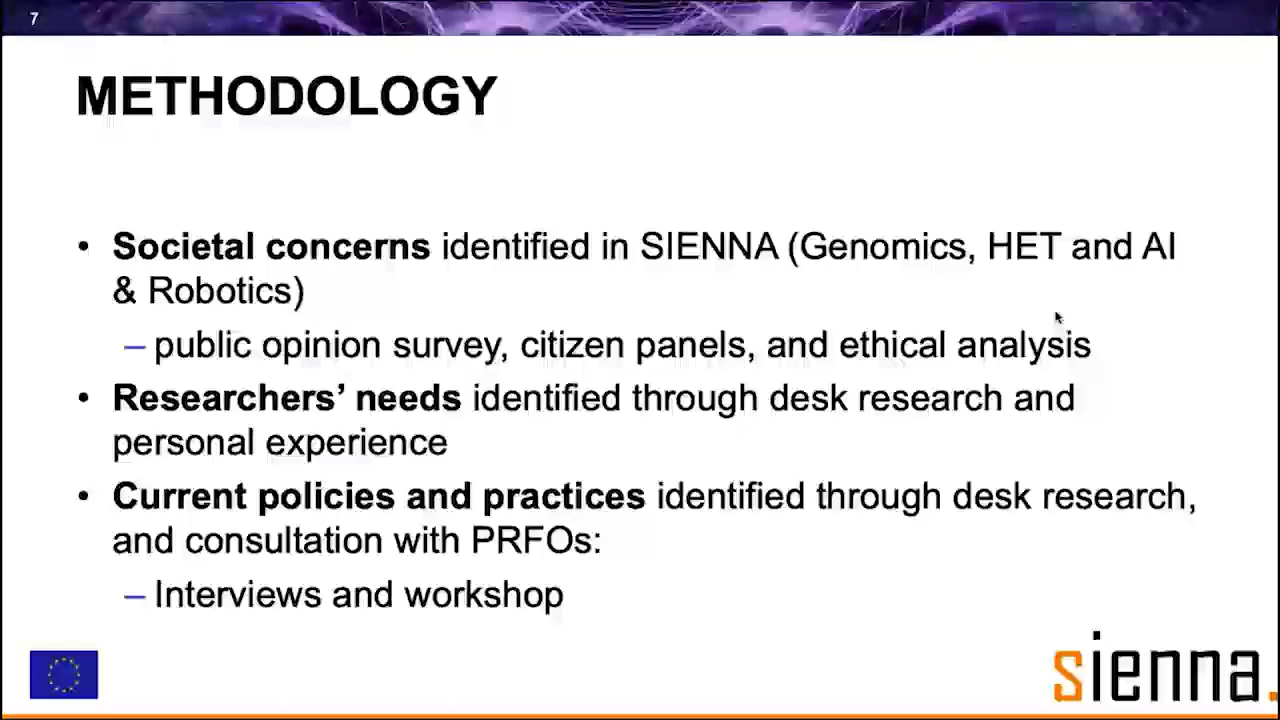 7
METHODOLOGY
• Societal concerns identified in SIENNA (Genomics, HET and AI
& Robotics)
– public opinion survey, citizen panels, and ethical analysis
• Researchers’ needs identified through desk research and
personal experience
• Current policies and practices identified through desk research,
and consultation with PRFOs:
– Interviews and workshop
sienna.